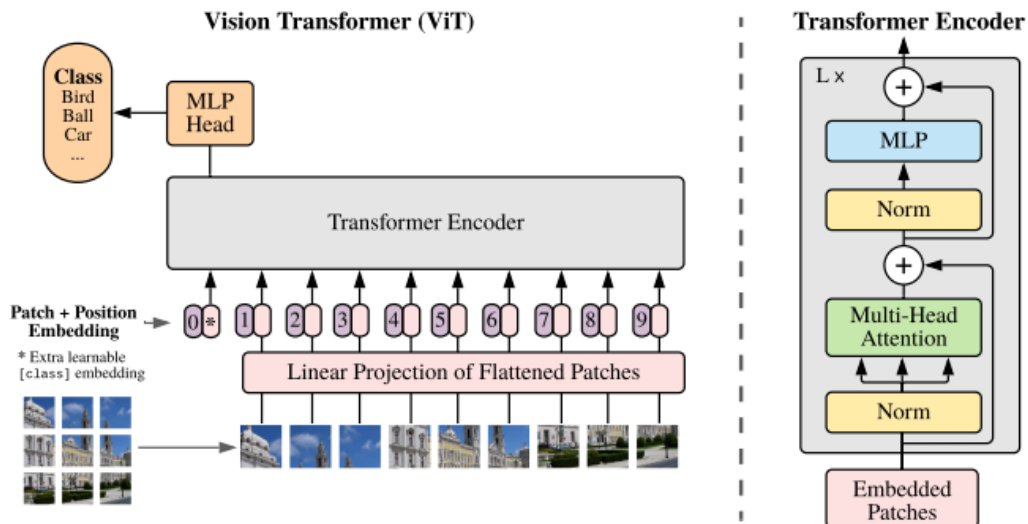 Vision Transformer (ViT)
Class
Bird
Ball
Car
...
MLP
Head
Transformer Encoder
Patch + Position
Embedding
* Extra learnable
[class] embedding
0 * 1 2 3 4 5 6 7 8 9
Linear Projection of Flattened Patches
Transformer Encoder
L x
+
MLP
Norm
+
Multi-Head
Attention
Norm
Embedded
Patches